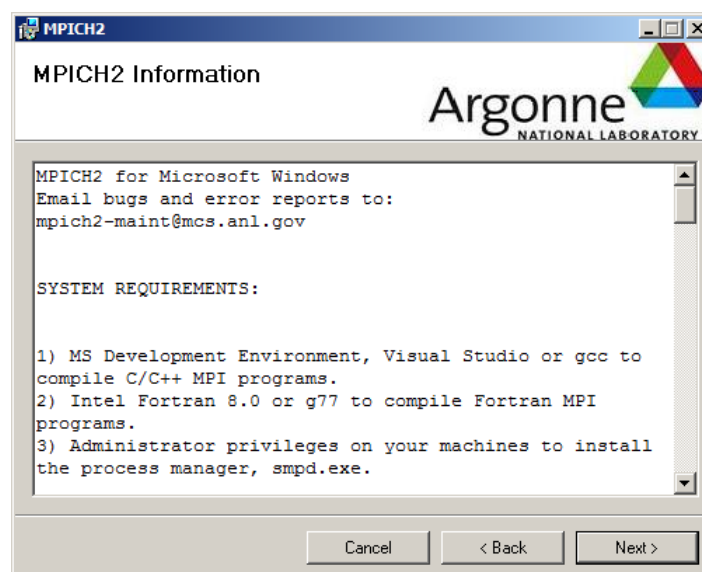 MPICH2
MPICH2 Information
Argonne
NATIONAL LABORATORY
MPICH2 for Microsoft Windows
Email bugs and error reports to:
mpich2-maint@mcs.anl.gov
SYSTEM REQUIREMENTS:
1) MS Development Environment, Visual Studio or gcc to
compile C/C++ MPI programs.
2) Intel Fortran 8.0 or g77 to compile Fortran MPI
programs.
3) Administrator privileges on your machines to install
the process manager, smpd.exe.
Cancel
< Back
Next >